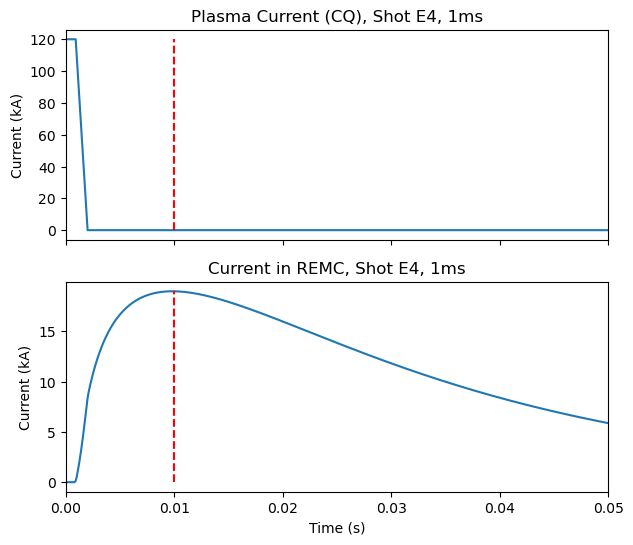 Plasma Current (CQ), Shot E4, 1ms
120
100
80
60
40
20
0
Current (kA)
Current in REMC, Shot E4, 1ms
15
10
5
0
Current (kA)
0.00 0.01 0.02 0.03 0.04 0.05
Time (s)